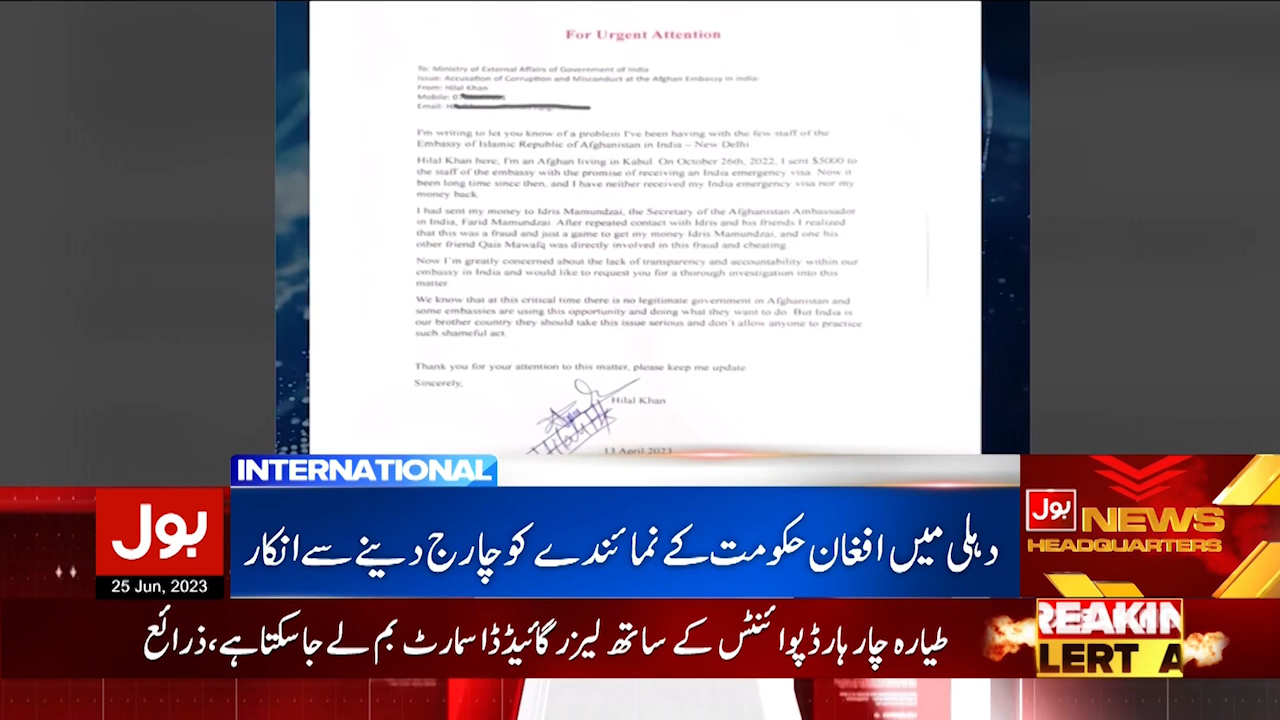 For Urgent Attention
To: Ministry of External Affairs of Government of India
Issue: Accusation of Corruption and Misconduct at the Afghan Embassy in India
From: Hilal Khan
Mobile: 07
Email: H
I'm writing to let you know of a problem I've been having with the few staff of the
Embassy of Islamic Republic of Afghanistan in India – New Delhi
Hilal Khan here, I'm an Afghan living in Kabul. On October 26th, 2022, I sent $5000 to
the staff of the embassy with the promise of receiving an India emergency visa. Now it
been long time since then, and I have neither received my India emergency visa nor my
money back.
I had sent my money to Idris Mamundzai, the Secretary of the Afghanistan Ambassador
in India, Farid Mamundzai. After repeated contact with Idris and his friends I realized
that this was a fraud and just a game to get my money Idris Mamundzai, and one his
other friend Qais Mawafq was directly involved in this fraud and cheating.
Now I'm greatly concerned about the lack of transparency and accountability within our
embassy in India and would like to request you for a thorough investigation into this
matter
We know that at this critical time there is no legitimate government in Afghanistan and
some embassies are using this opportunity and doing what they want to do. But India is
our brother country they should take this issue serious and don't allow anyone to practice
such shameful act.
Thank you for your attention to this matter, please keep me update
Sincerely,
Hilal Khan
13 April 2023
INTERNATIONAL
بول
25 Jun, 2023
دہلی میں افغان حکومت کے نمائندے کو چارج دینے سے انکار
بول
NEWS
HEADQUARTERS
طیارہ چار ہارڈ پوائنٹس کے ساتھ لیزر گائیڈڈ اسمارٹ بم لے جاسکتا ہے، ذرائع
REAKIN
LERT A